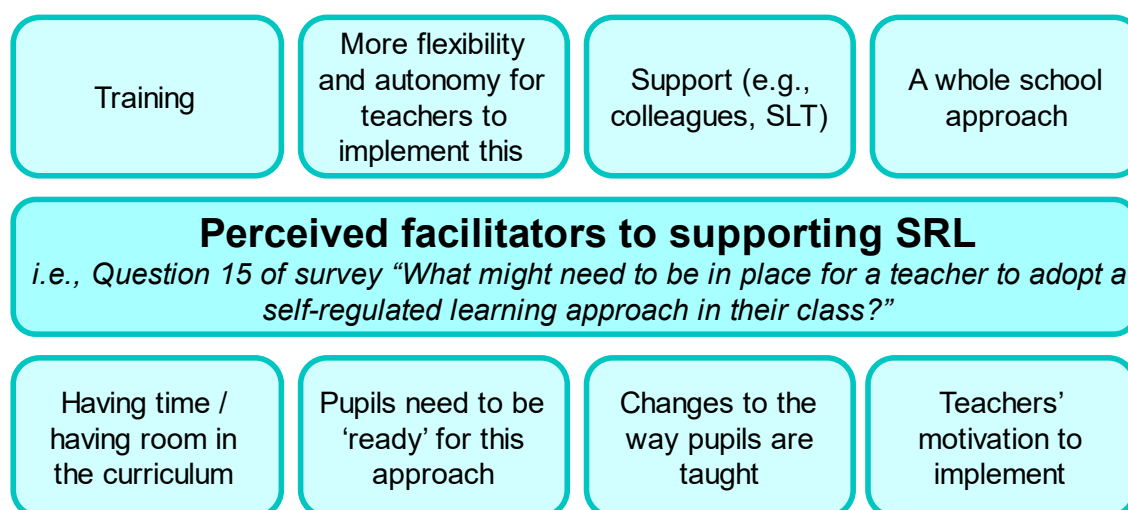 Training
More flexibility
and autonomy for
teachers to
implement this
Support (e.g.,
colleagues, SLT)
A whole school
approach
Perceived facilitators to supporting SRL
i.e., Question 15 of survey “What might need to be in place for a teacher to adopt a
self-regulated learning approach in their class?”
Having time /
having room in
the curriculum
Pupils need to be
‘ready’ for this
approach
Changes to the
way pupils are
taught
Teachers’
motivation to
implement